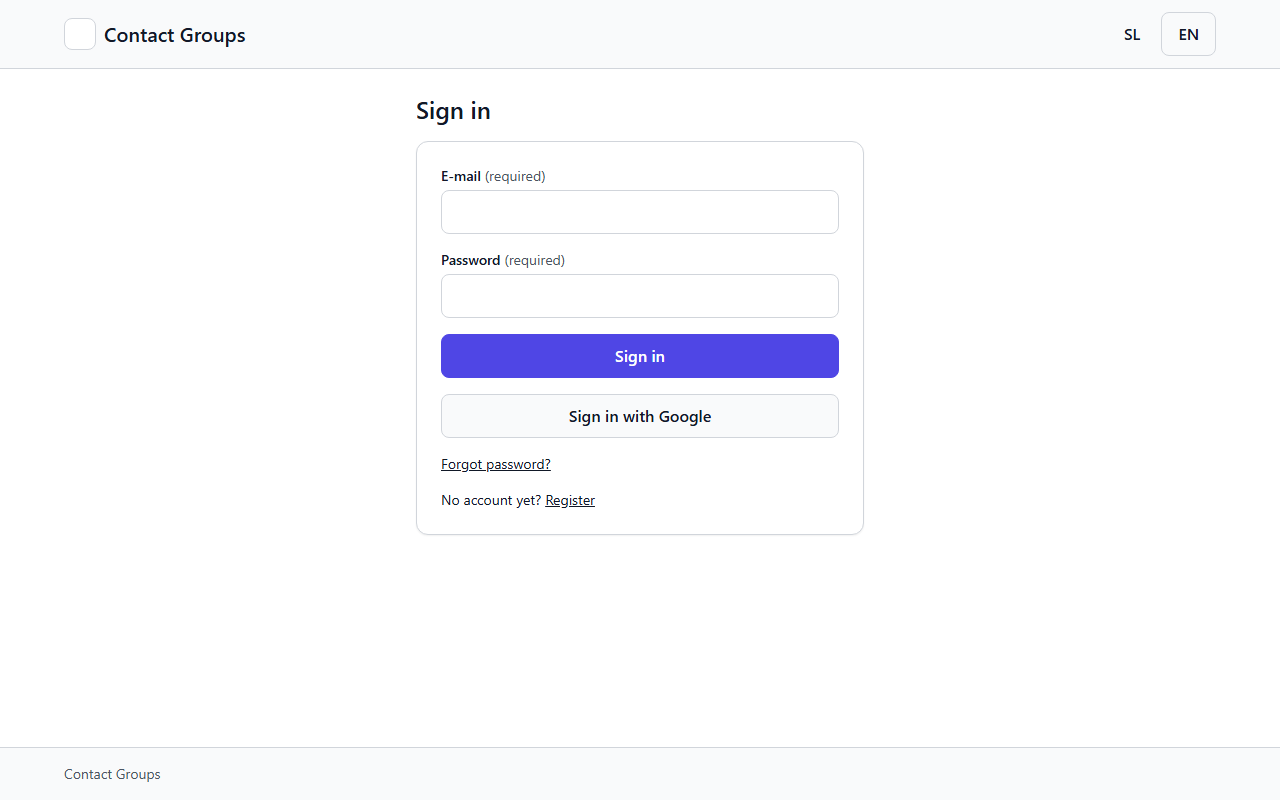 Contact Groups
SL
EN
Sign in
E-mail (required)
Password (required)
Sign in
Sign in with Google
Forgot password?
No account yet? Register
Contact Groups